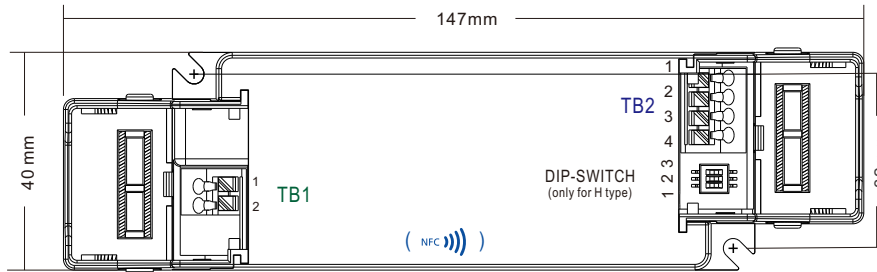 147mm
40 mm
1
2
3
4
TB2
DIP-SWITCH
(only for H type)
3
2
1
TB1
1
2
( NFC )